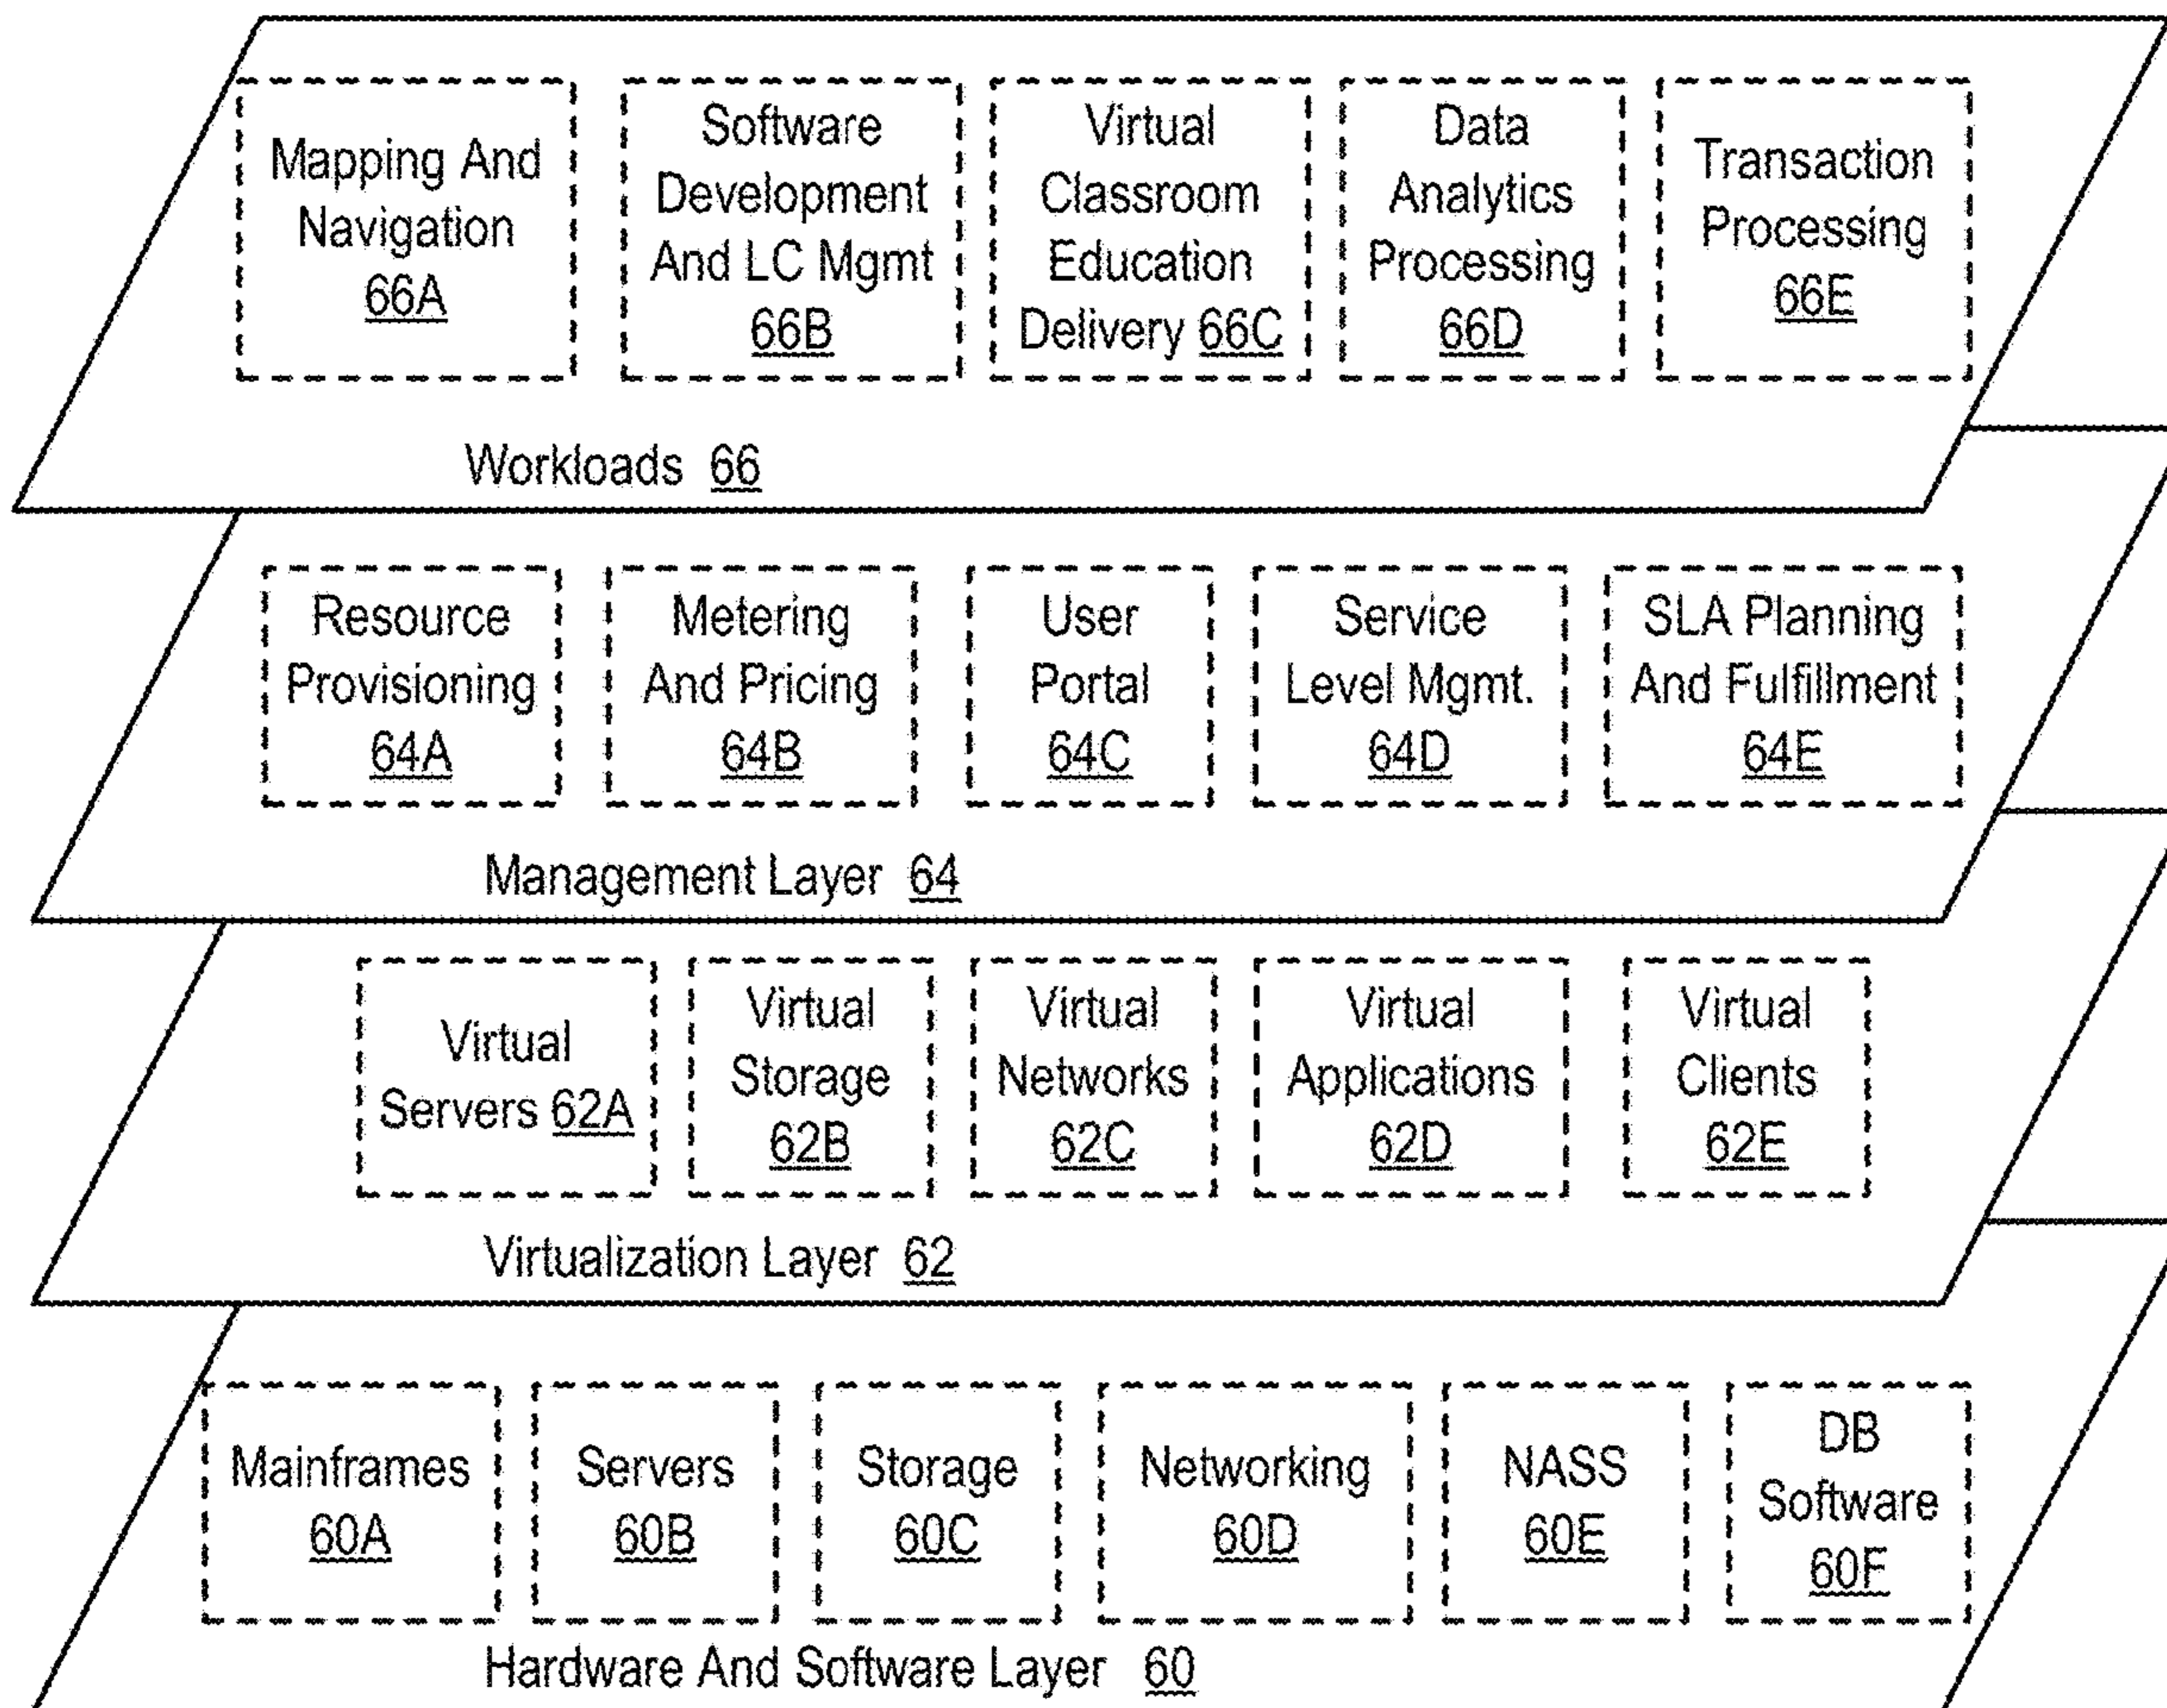 Mapping And
Navigation
66A
Software
Development
And LC Mgmt
66B
Virtual
Classroom
Education
Delivery 66C
Data
Analytics
Processing
66D
Transaction
Processing
66E
Workloads 66
Resource
Provisioning
64A
Metering
And Pricing
64B
User
Portal
64C
Service
Level Mgmt.
64D
SLA Planning
And Fulfillment
64E
Management Layer 64
Virtual
Servers 62A
Virtual
Storage
62B
Virtual
Networks
62C
Virtual
Applications
62D
Virtual
Clients
62E
Virtualization Layer 62
Mainframes
60A
Servers
60B
Storage
60C
Networking
60D
NASS
60E
DB
Software
60F
Hardware And Software Layer 60